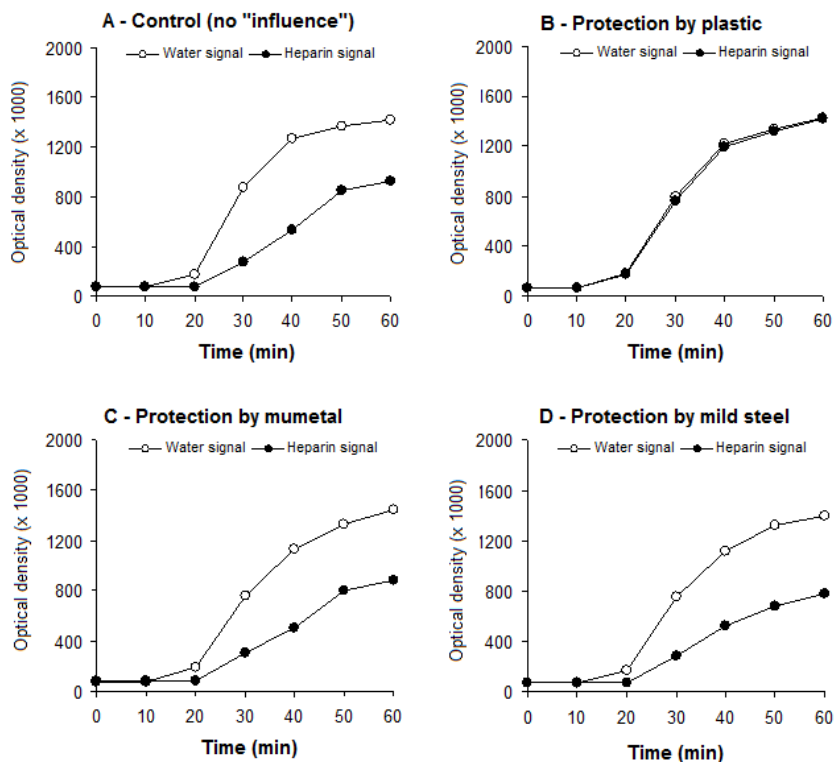 A - Control (no "influence")
Water signal Heparin signal
2000
1600
1200
800
400
0
Optical density (x 1000)
0 10 20 30 40 50 60
Time (min)
B - Protection by plastic
Water signal Heparin signal
2000
1600
1200
800
400
0
Optical density (x 1000)
0 10 20 30 40 50 60
Time (min)
C - Protection by mumetal
Water signal Heparin signal
2000
1600
1200
800
400
0
Optical density (x 1000)
0 10 20 30 40 50 60
Time (min)
D - Protection by mild steel
Water signal Heparin signal
2000
1600
1200
800
400
0
Optical density (x 1000)
0 10 20 30 40 50 60
Time (min)